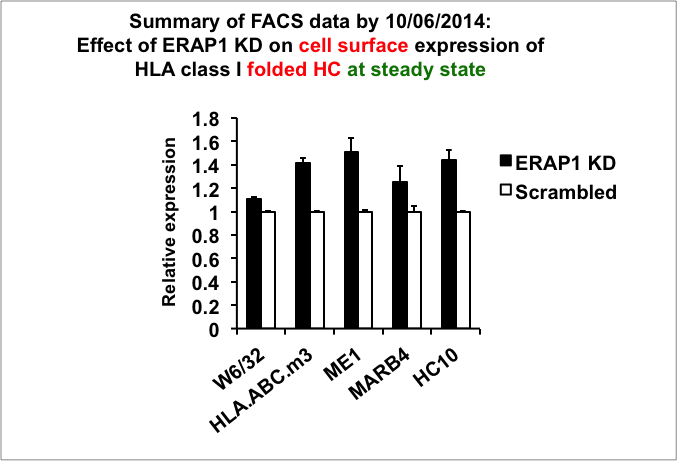 Summary of FACS data by 10/06/2014:
Effect of ERAP1 KD on cell surface expression of
HLA class I folded HC at steady state
Relative expression
1.8
1.6
1.4
1.2
1
0.8
0.6
0.4
0.2
0
W6/32
HLA.ABC.m3
ME1
MARB4
HC10
ERAP1 KD
Scrambled